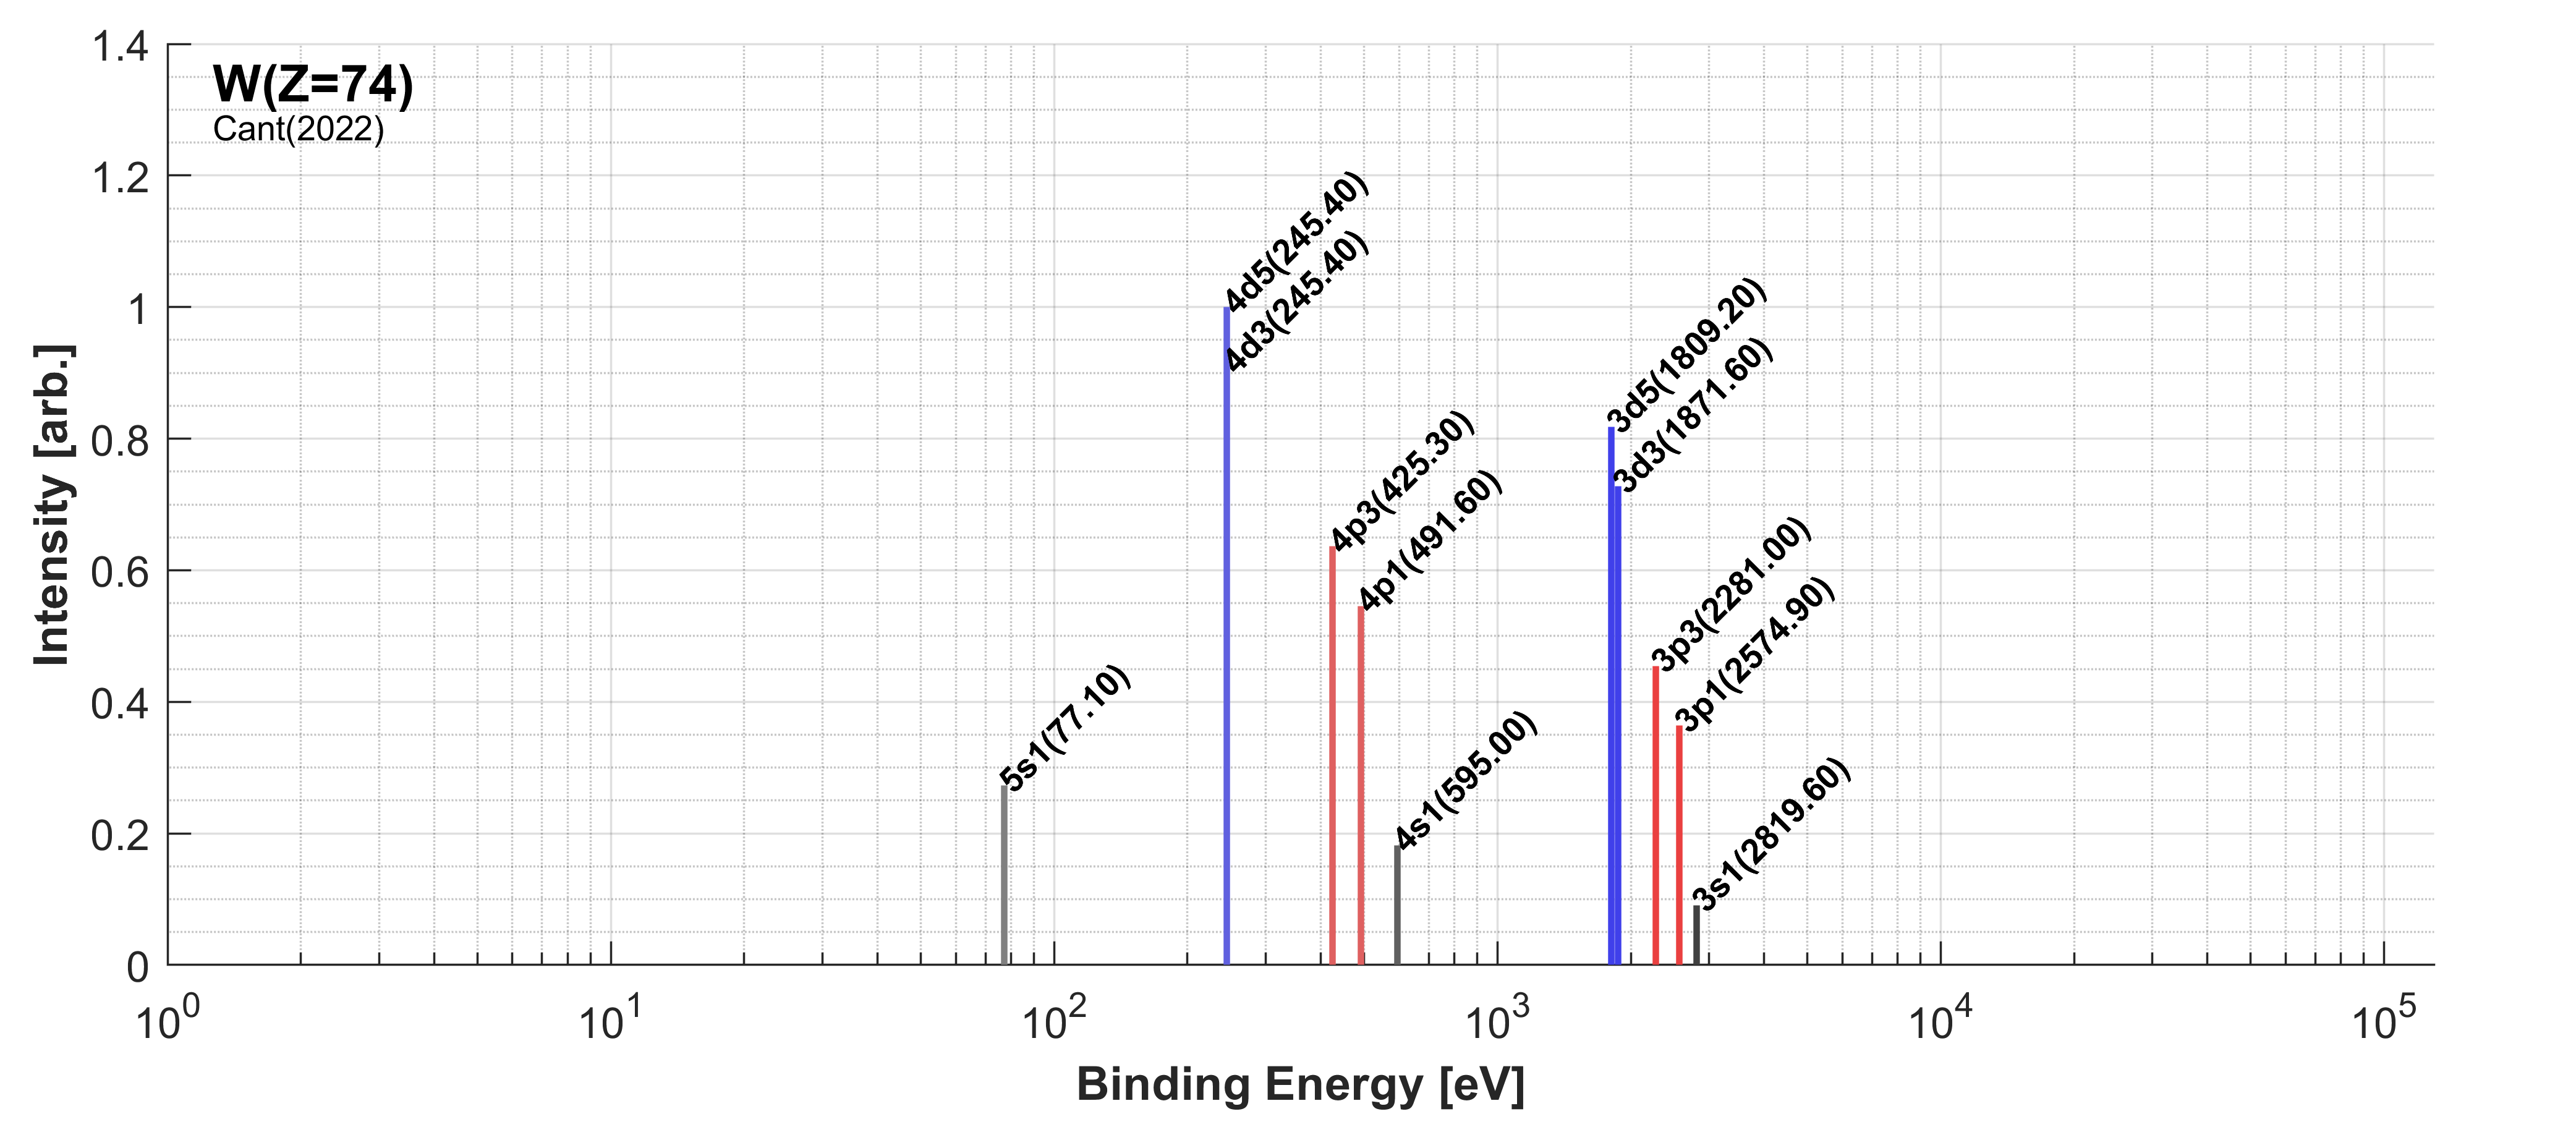 W(Z=74)
Cant(2022)
1.4
1.2
1
0.8
0.6
0.4
0.2
0
Intensity [arb.]
5s1(77.10)
4d5(245.40)
4d3(245.40)
4p3(425.30)
4p1(491.60)
4s1(595.00)
3d5(1809.20)
3d3(1871.60)
3p3(2281.00)
3p1(2574.90)
3s1(2819.60)
10^0 10^1 10^2 10^3 10^4 10^5
Binding Energy [eV]